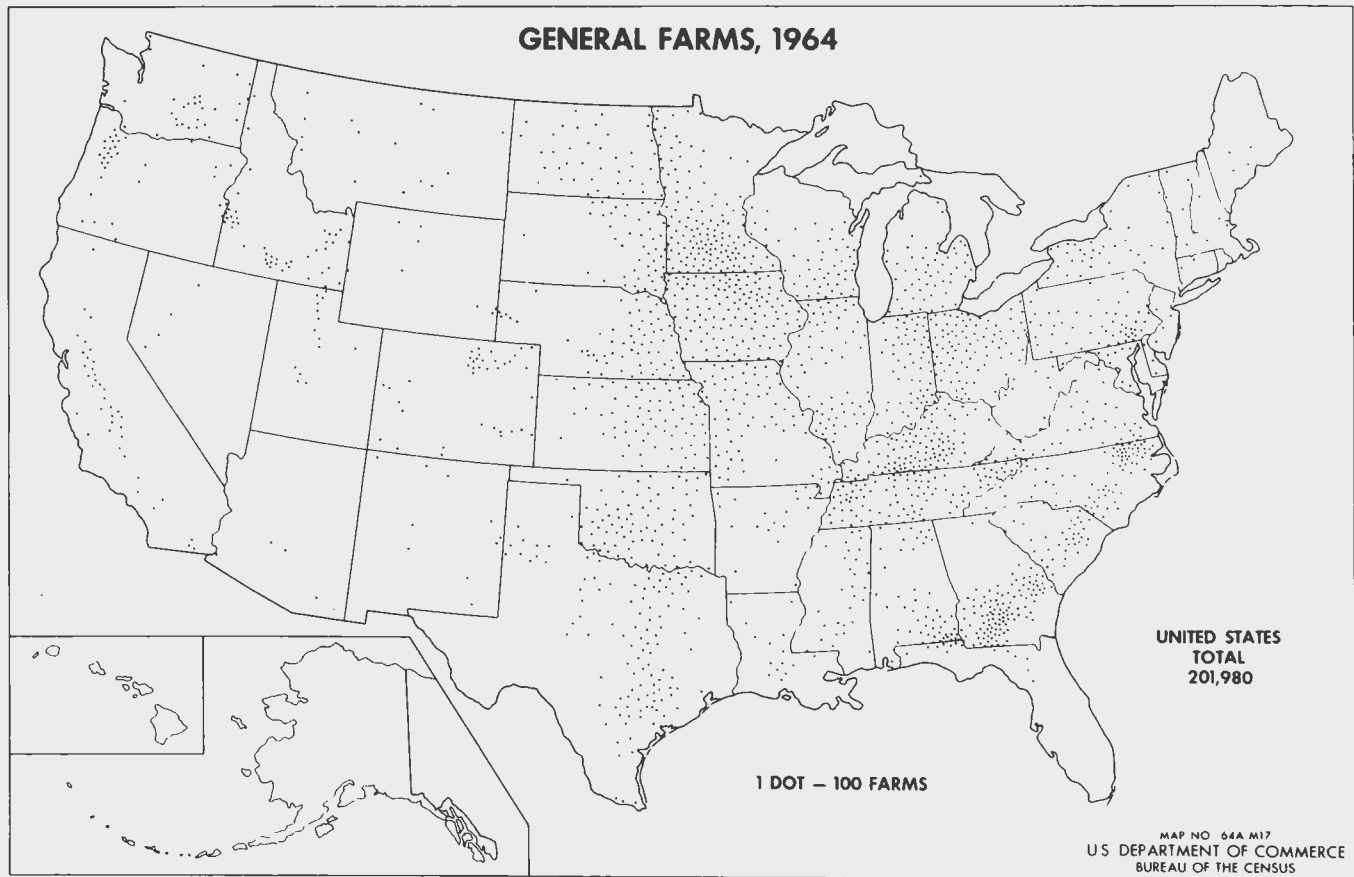 GENERAL FARMS, 1964
UNITED STATES
TOTAL
201,980
1 DOT – 100 FARMS
MAP NO 64A M17
U S DEPARTMENT OF COMMERCE
BUREAU OF THE CENSUS